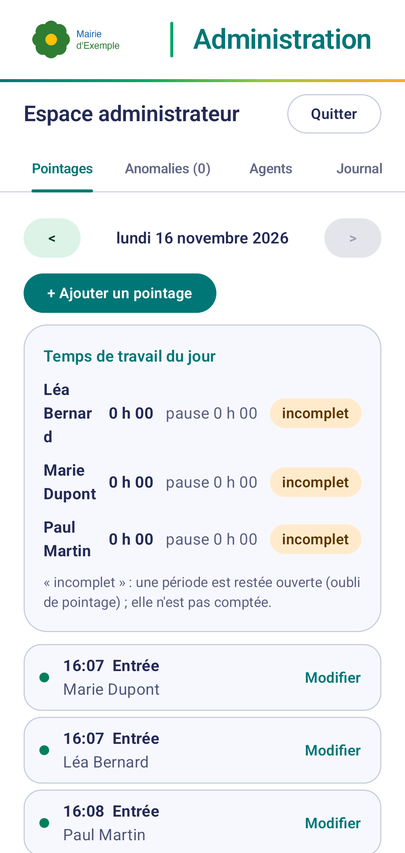 Mairie
d'Exemple
Administration
Espace administrateur
Quitter
Pointages
Anomalies (0)
Agents
Journal
<
lundi 16 novembre 2026
>
+ Ajouter un pointage
Temps de travail du jour
Léa
Bernar
d
0 h 00
pause 0 h 00
incomplet
Marie
Dupont
0 h 00
pause 0 h 00
incomplet
Paul
Martin
0 h 00
pause 0 h 00
incomplet
« incomplet » : une période est restée ouverte (oubli
de pointage) ; elle n'est pas comptée.
16:07 Entrée
Marie Dupont
Modifier
16:07 Entrée
Léa Bernard
Modifier
16:08 Entrée
Paul Martin
Modifier